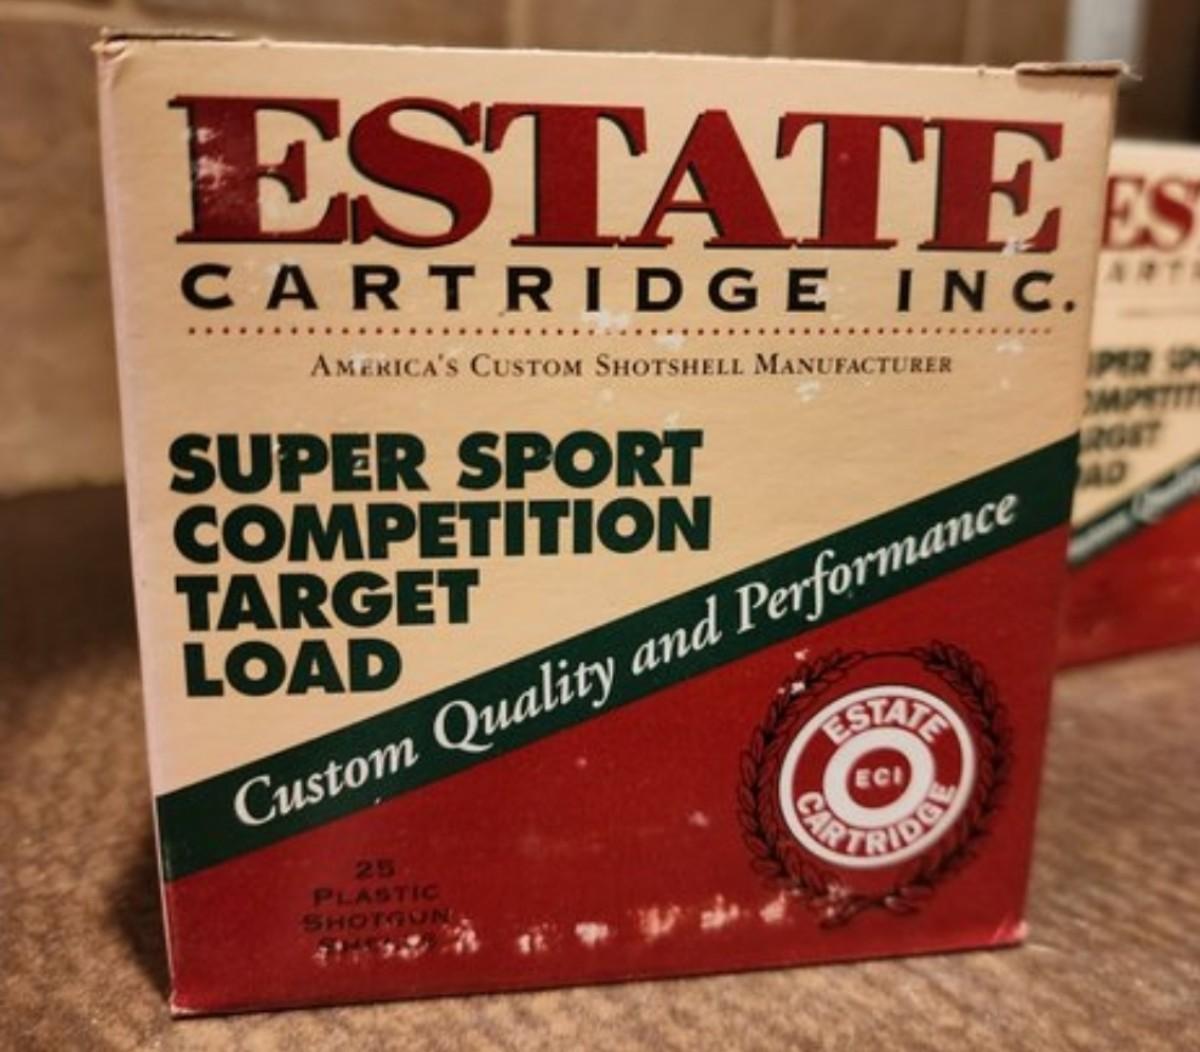 ESTATE
CARTRIDGE INC.
AMERICA'S CUSTOM SHOTSHELL MANUFACTURER
SUPER SPORT
COMPETITION
TARGET
LOAD
Custom Quality and Performance
ESTATE
ECI
CARTRIDGE
25
PLASTIC
SHOTGUN
SHELLS